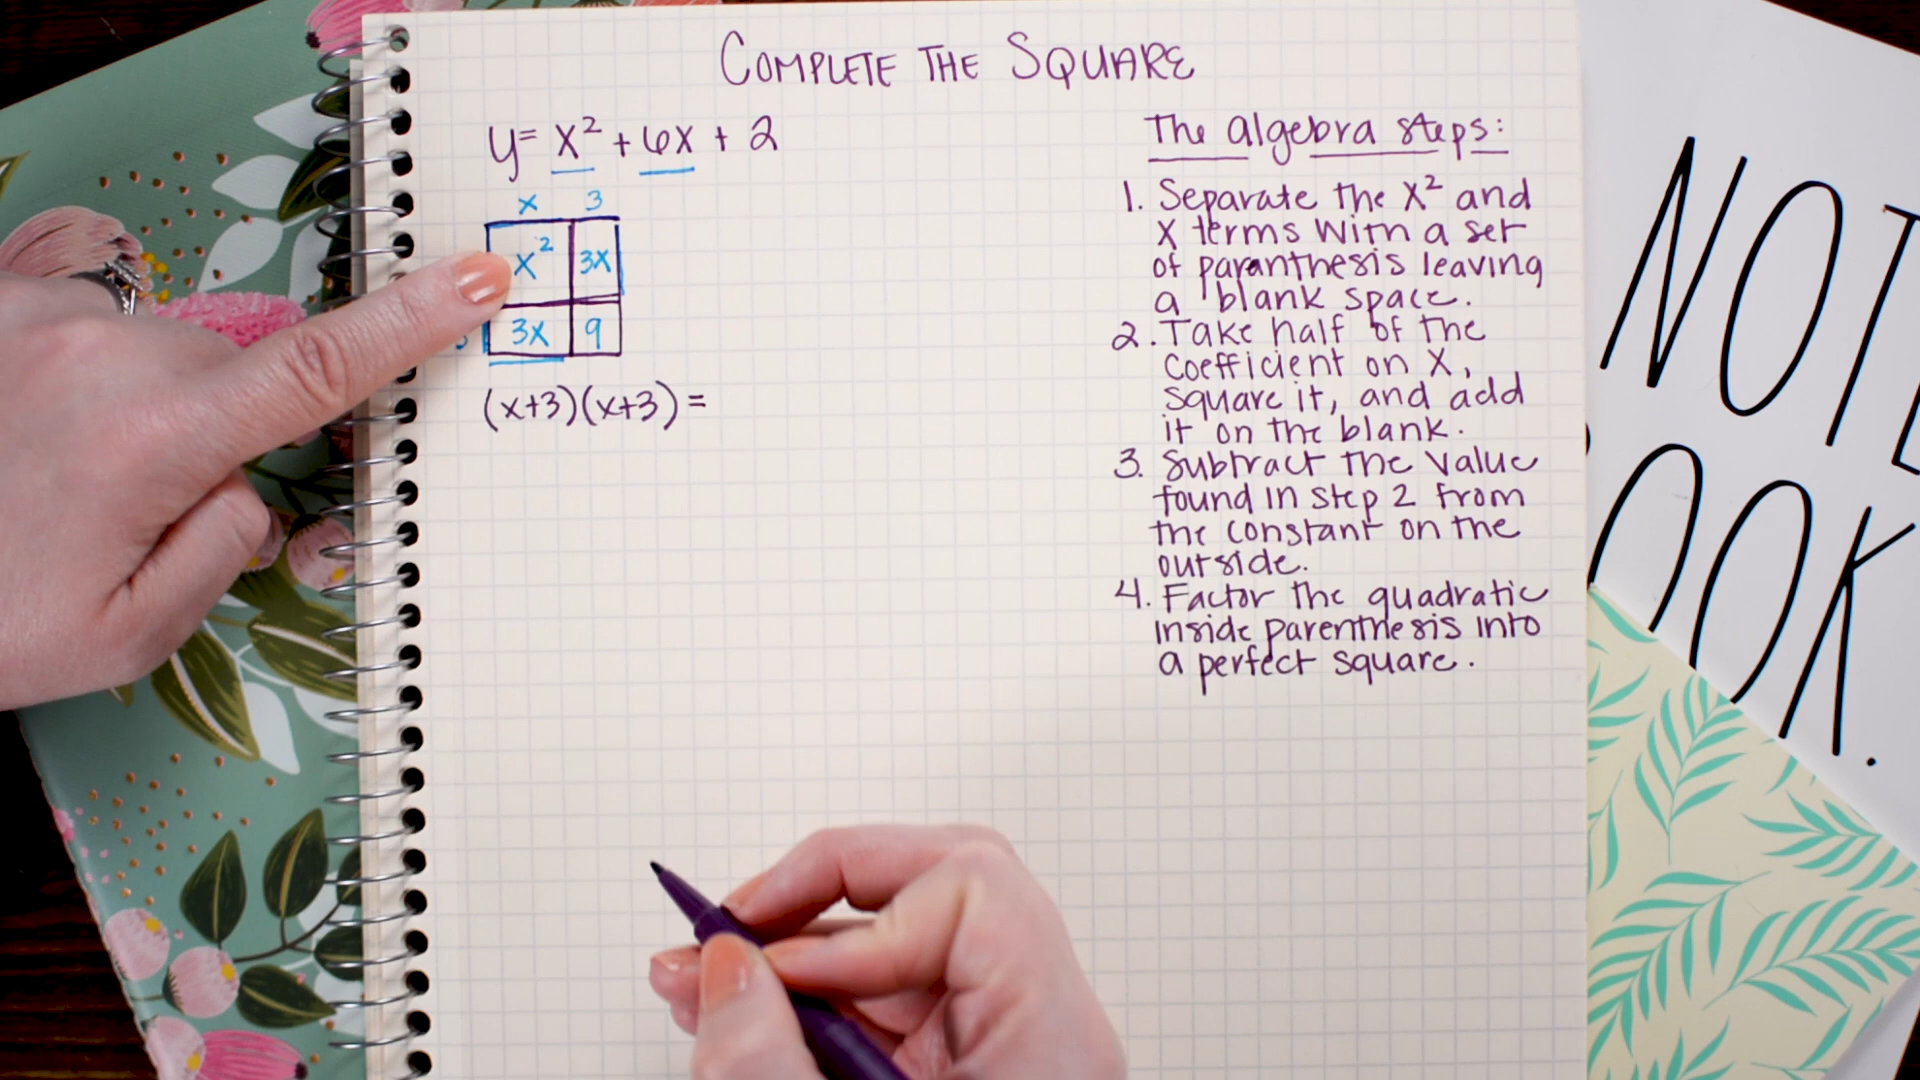 COMPLETE THE SQUARE
y= x² + 6x + 2
x 3
x² 3x
3x 9
(x+3)(x+3) =
The algebra steps:
1. Separate the x² and
x terms with a set
of paranthesis leaving
a blank space.
2. Take half of the
coefficient on x,
square it, and add
it on the blank.
3. Subtract the value
found in step 2 from
the constant on the
outside.
4. Factor the quadratic
inside parenthesis into
a perfect square.
NOTE
OOK.